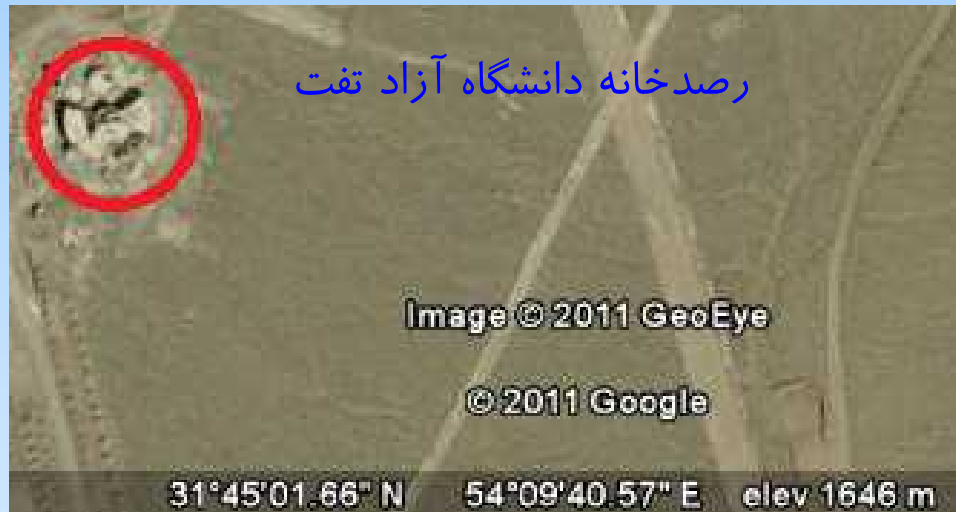 رصدخانه دانشگاه آزاد تفت
Image © 2011 GeoEye
© 2011 Google
31°45'01.66" N 54°09'40.57" E elev 1646 m